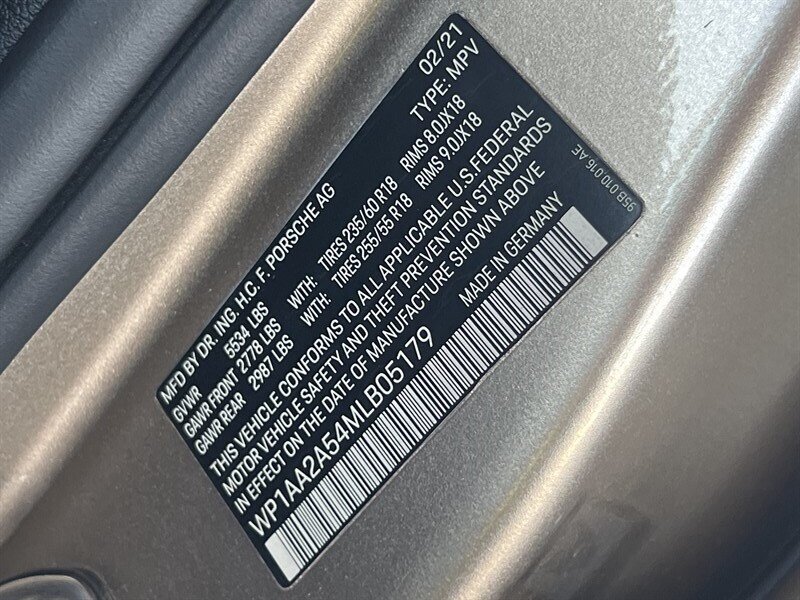 MFD BY DR. ING. H.C. F. PORSCHE AG 02/21
GVWR 5534 LBS TYPE: MPV
GAWR FRONT 2778 LBS WITH: TIRES 235/60 R18 RIMS 8.0JX18
GAWR REAR 2987 LBS WITH: TIRES 255/55 R18 RIMS 9.0JX18
THIS VEHICLE CONFORMS TO ALL APPLICABLE U.S. FEDERAL
MOTOR VEHICLE SAFETY AND THEFT PREVENTION STANDARDS
IN EFFECT ON THE DATE OF MANUFACTURE SHOWN ABOVE
WP1AA2A54MLB05179 MADE IN GERMANY
95B.010.016 AE